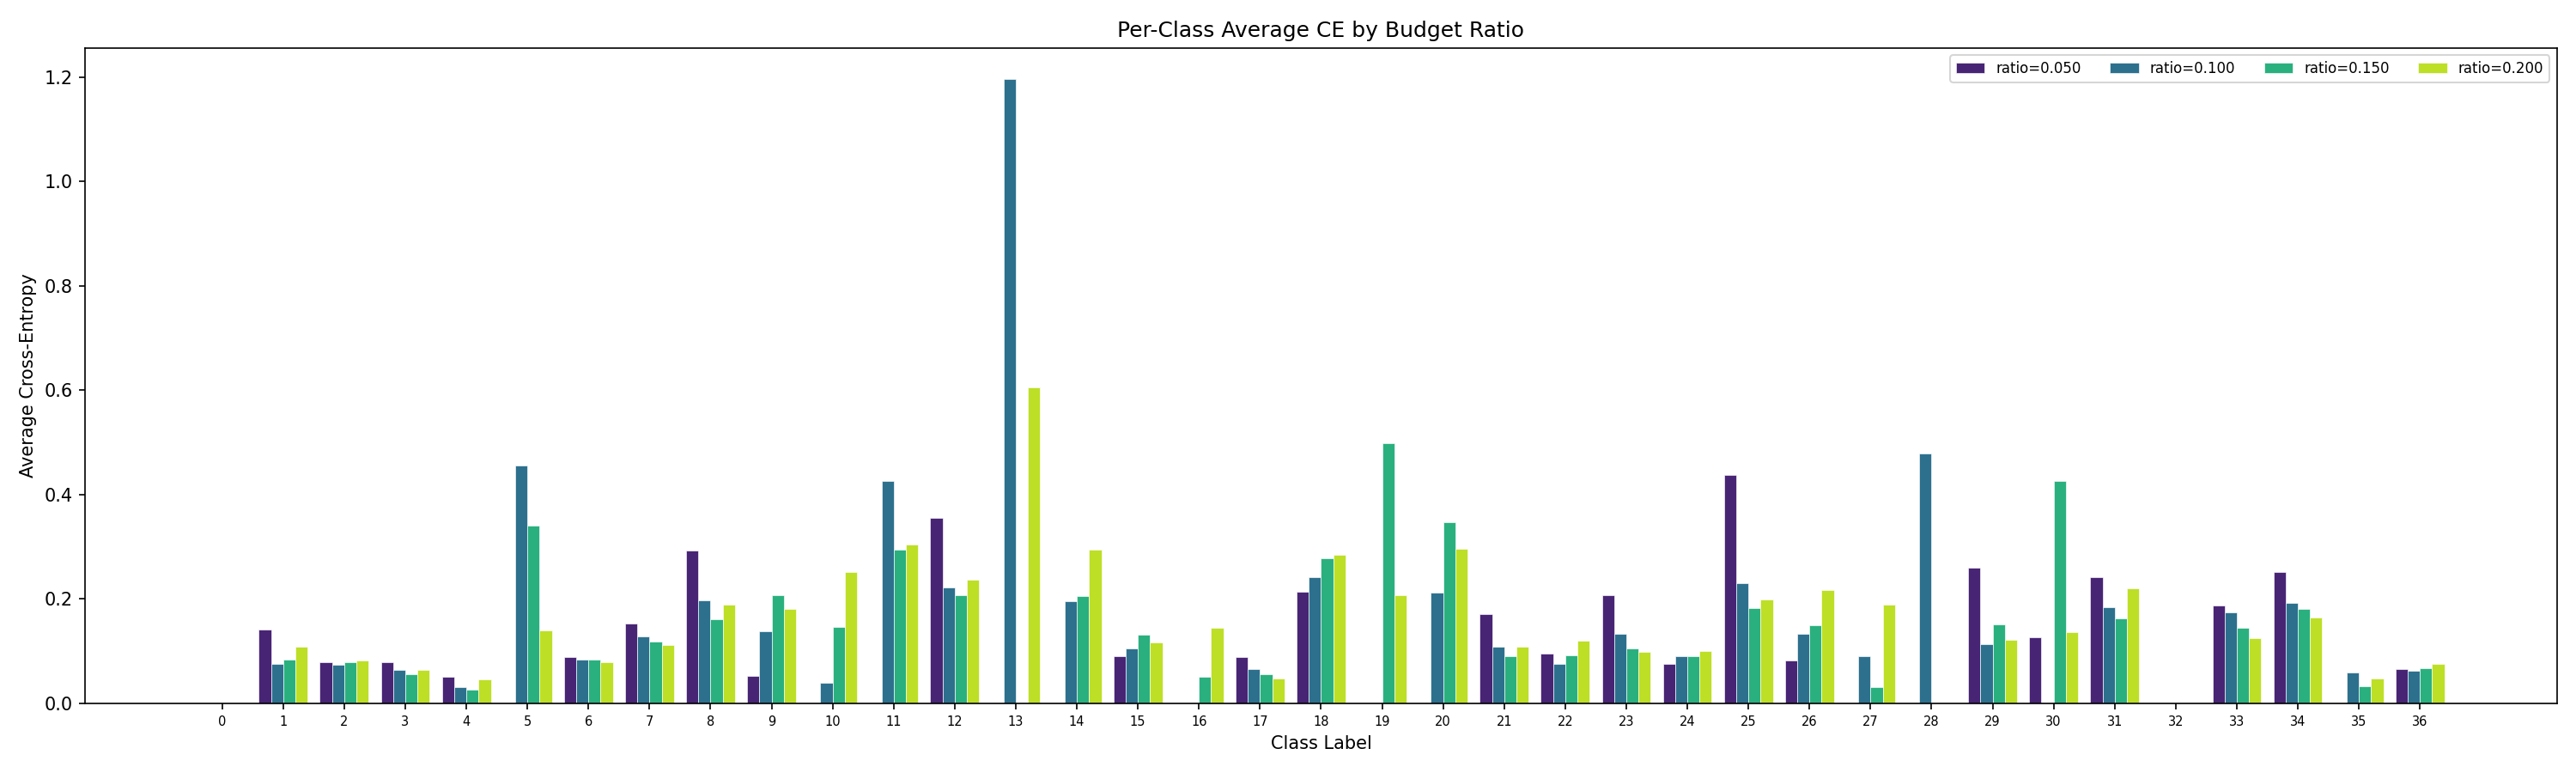 Per-Class Average CE by Budget Ratio
ratio=0.050 ratio=0.100 ratio=0.150 ratio=0.200
Average Cross-Entropy
1.2
1.0
0.8
0.6
0.4
0.2
0.0
0 1 2 3 4 5 6 7 8 9 10 11 12 13 14 15 16 17 18 19 20 21 22 23 24 25 26 27 28 29 30 31 32 33 34 35 36
Class Label